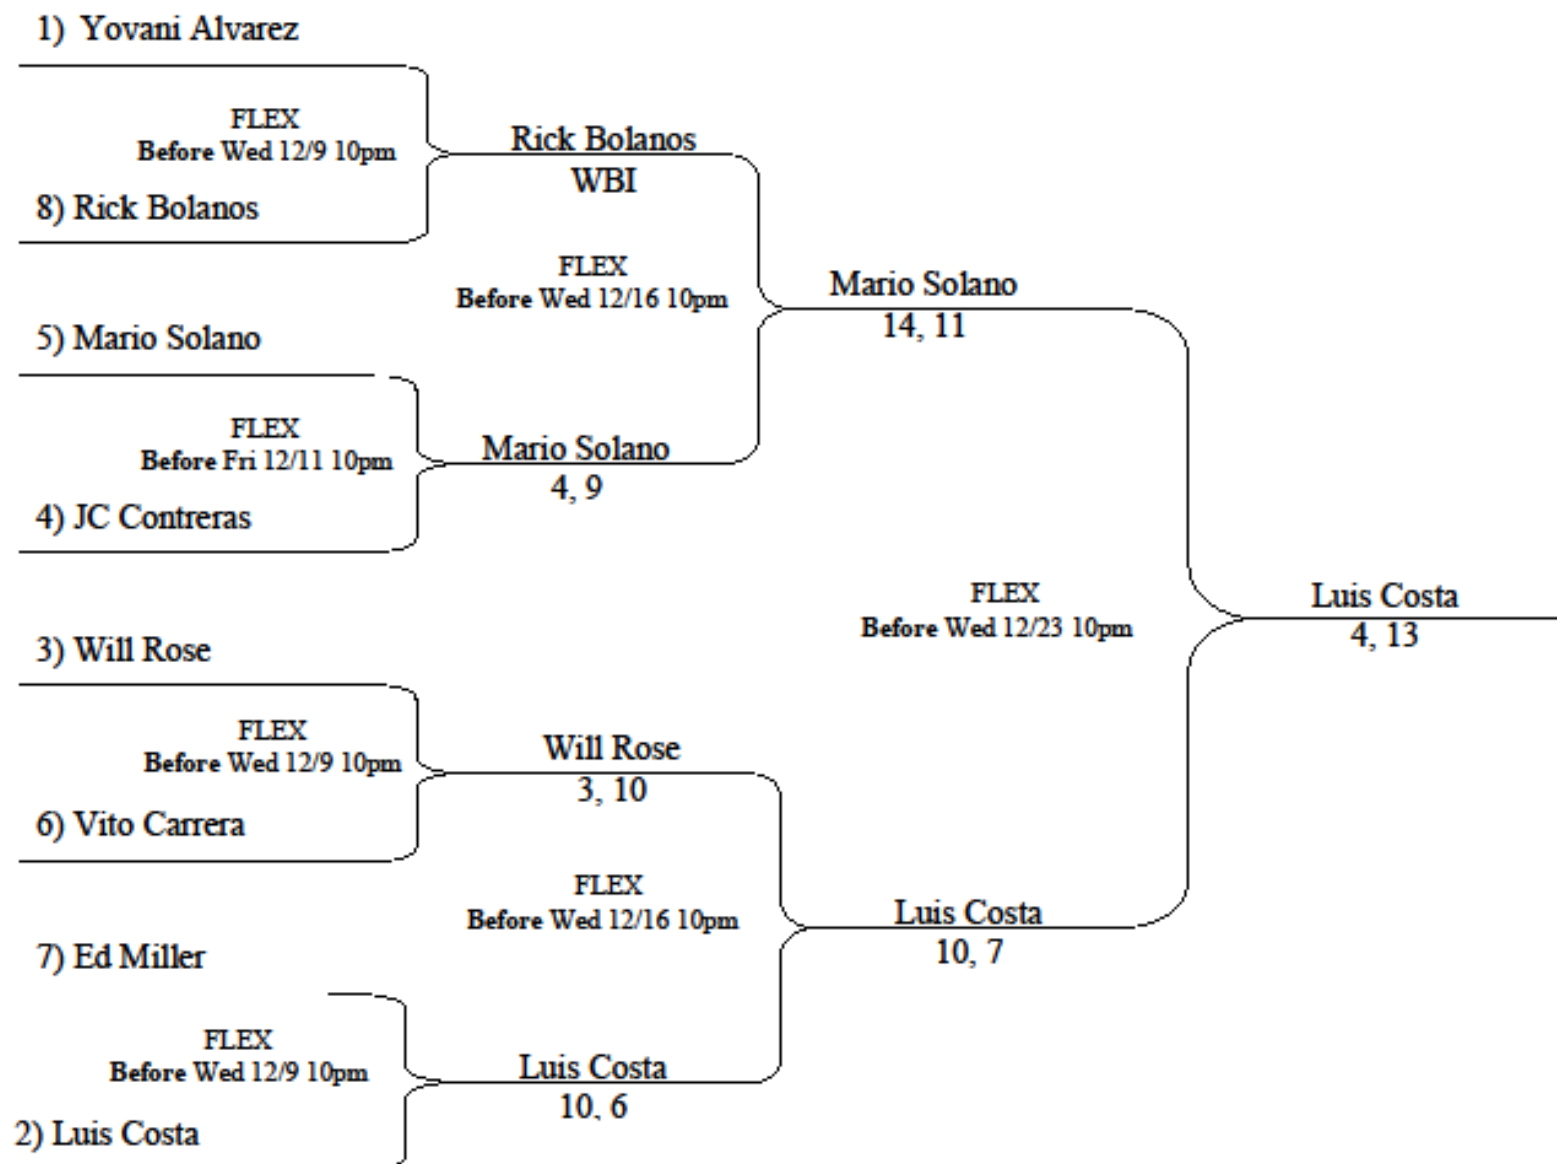 1) Yovani Alvarez
FLEX
Before Wed 12/9 10pm
8) Rick Bolanos
Rick Bolanos
WBI
FLEX
Before Wed 12/16 10pm
5) Mario Solano
FLEX
Before Fri 12/11 10pm
4) JC Contreras
Mario Solano
4, 9
Mario Solano
14, 11
3) Will Rose
FLEX
Before Wed 12/9 10pm
6) Vito Carrera
Will Rose
3, 10
FLEX
Before Wed 12/16 10pm
7) Ed Miller
FLEX
Before Wed 12/9 10pm
2) Luis Costa
Luis Costa
10, 6
Luis Costa
10, 7
FLEX
Before Wed 12/23 10pm
Luis Costa
4, 13